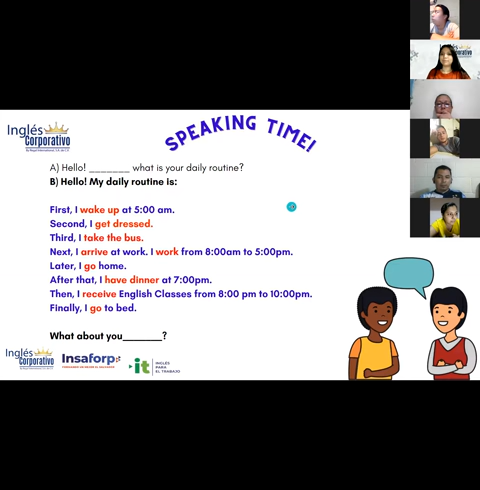 SPEAKING TIME!
Inglés
Corporativo
A) Hello! _______ what is your daily routine?
B) Hello! My daily routine is:
First, I wake up at 5:00 am.
Second, I get dressed.
Third, I take the bus.
Next, I arrive at work. I work from 8:00am to 5:00pm.
Later, I go home.
After that, I have dinner at 7:00pm.
Then, I receive English Classes from 8:00 pm to 10:00pm.
Finally, I go to bed.
What about you_______?
Inglés
Corporativo
Insaforp
it
INGLÉS
PARA
EL TRABAJO